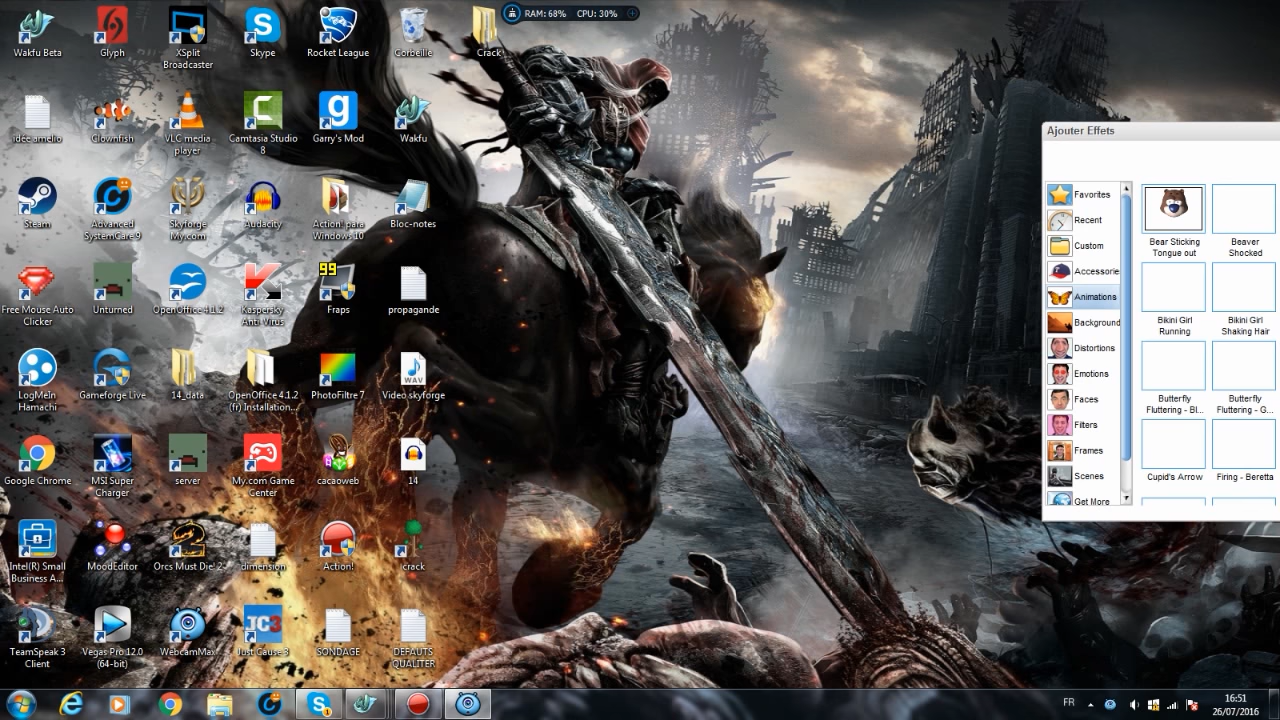 RAM: 68% CPU: 30%
Wakfu Beta
Glyph
XSplit
Broadcaster
Skype
Rocket League
Corbeille
Crack
idée amelio
Clownfish
VLC media
player
Camtasia Studio
8
Garry's Mod
Wakfu
Steam
Advanced
SystemCare 9
Skyforge
My.com
Audacity
Action! para
Windows 10
Bloc-notes
Free Mouse Auto
Clicker
Unturned
OpenOffice 4.1.2
Kaspersky
Anti-Virus
99
Fraps
propagande
LogMeIn
Hamachi
Gameforge Live
14_data
OpenOffice 4.1.2
(fr) Installation...
PhotoFiltre 7
WAV
Video skyforge
Google Chrome
MSI Super
Charger
server
My.com Game
Center
cacaoweb
14
Intel(R) Small
Business A...
MoodEditor
Orcs Must Die! 2
dimension
Action!
crack
TeamSpeak 3
Client
Vegas Pro 12.0
(64-bit)
WebcamMax
JC3
Just Cause 3
SONDAGE
DEFAUTS
QUALITER
Ajouter Effets
Favorites
Recent
Custom
Accessorie
Animations
Background
Distortions
Emotions
Faces
Filters
Frames
Scenes
Get More
Bear Sticking
Tongue out
Beaver
Shocked
Bikini Girl
Running
Bikini Girl
Shaking Hair
Butterfly
Fluttering - Bl...
Butterfly
Fluttering - G...
Cupid's Arrow
Firing - Beretta
FR
16:51
26/07/2016